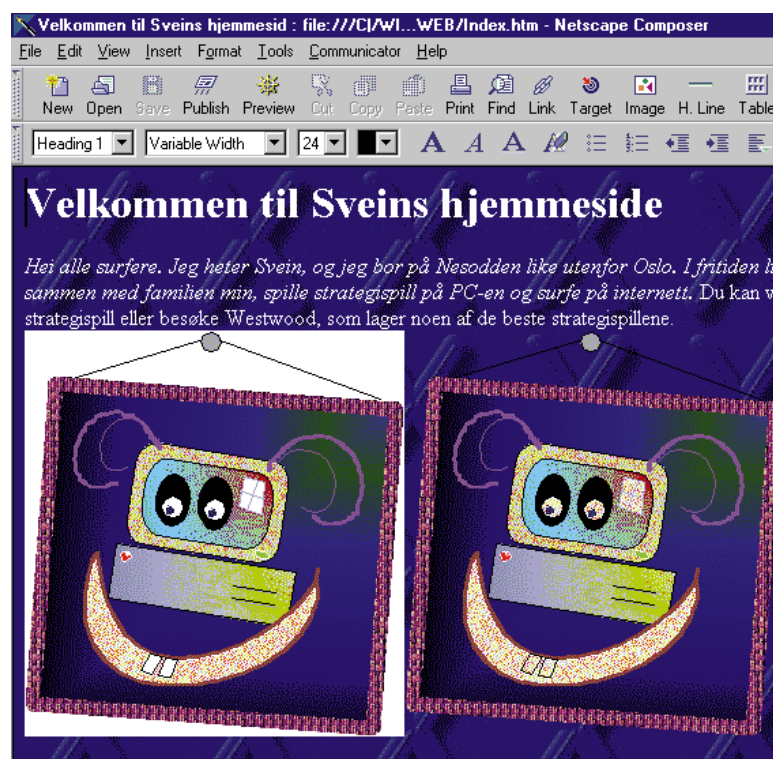 Velkommen til Sveins hjemmesid : file:///C|/WI...WEB/Index.htm - Netscape Composer
File Edit View Insert Format Tools Communicator Help
New Open Save Publish Preview Cut Copy Paste Print Find Link Target Image H. Line Table
Heading 1 Variable Width 24 A A A
Velkommen til Sveins hjemmeside
Hei alle surfere. Jeg heter Svein, og jeg bor på Nesodden like utenfor Oslo. I fritiden
sammen med familien min, spille strategispill på PC-en og surfe på internett. Du kan
strategispill eller besøke Westwood, som lager noen af de beste strategispillene.